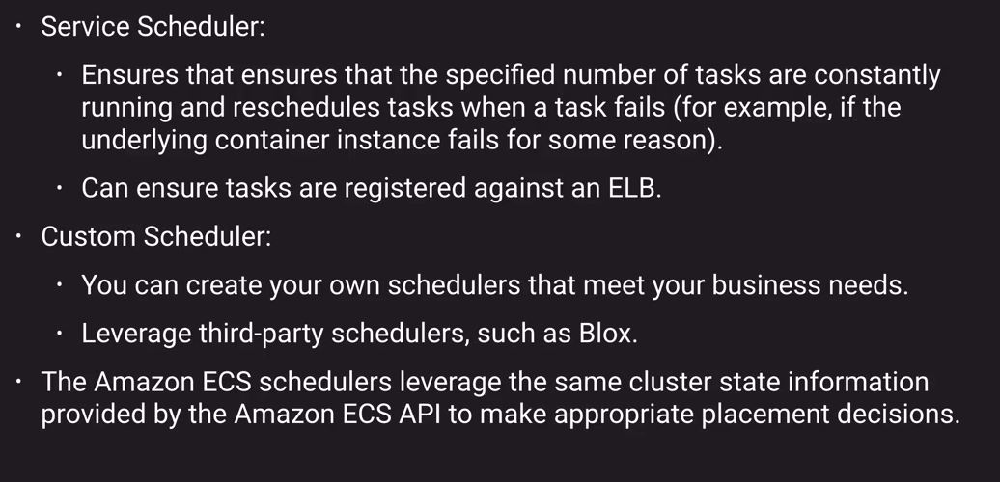 • Service Scheduler:
• Ensures that ensures that the specified number of tasks are constantly
running and reschedules tasks when a task fails (for example, if the
underlying container instance fails for some reason).
• Can ensure tasks are registered against an ELB.
• Custom Scheduler:
• You can create your own schedulers that meet your business needs.
• Leverage third-party schedulers, such as Blox.
• The Amazon ECS schedulers leverage the same cluster state information
provided by the Amazon ECS API to make appropriate placement decisions.